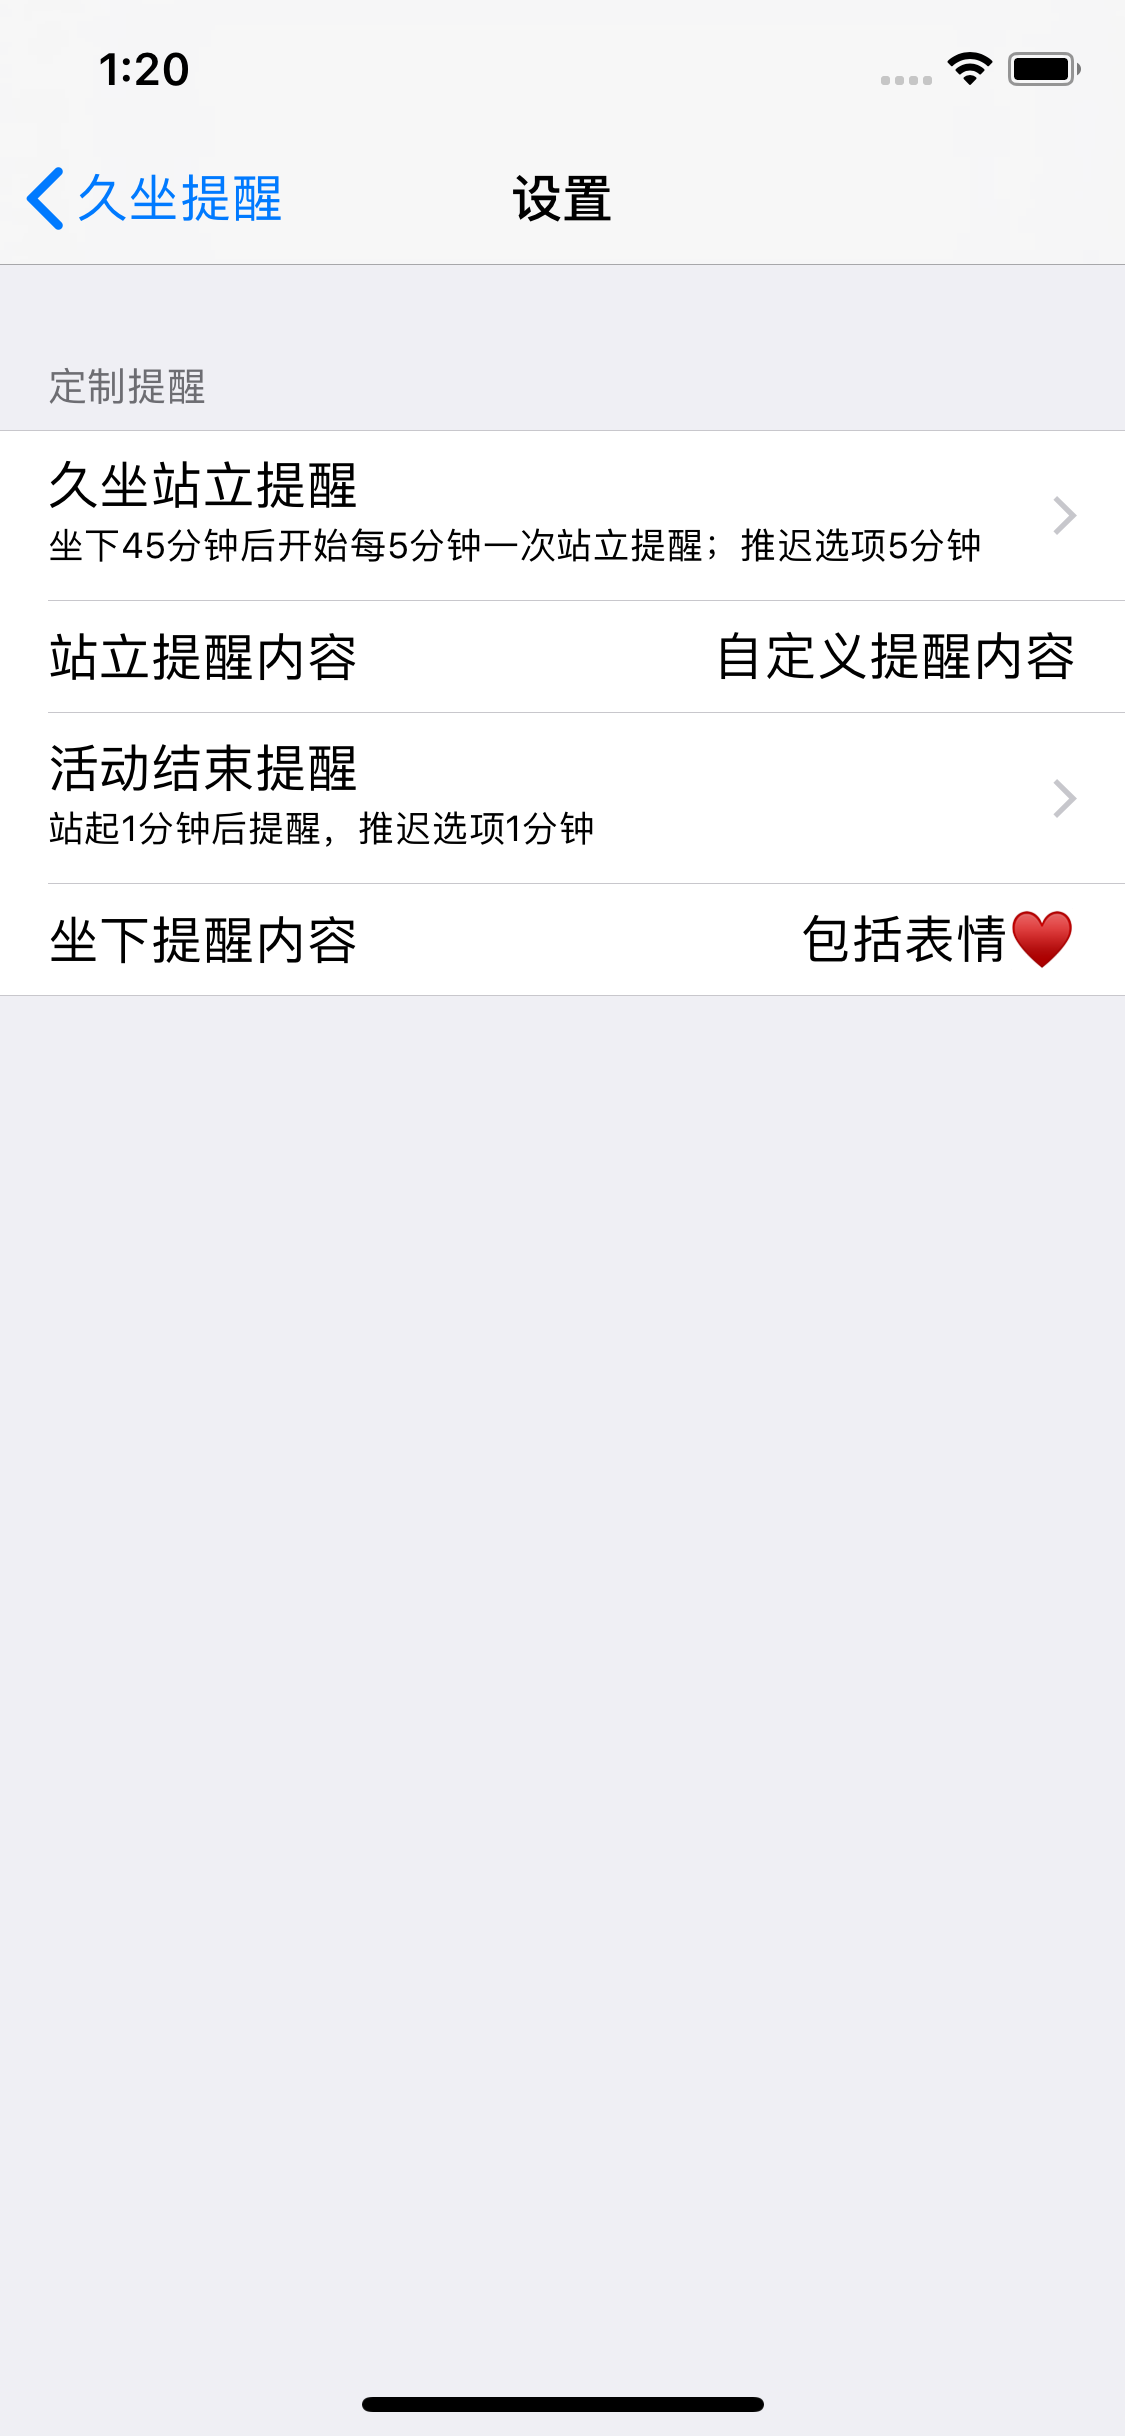 1:20
久坐提醒
设置
定制提醒
久坐站立提醒
坐下45分钟后开始每5分钟一次站立提醒；推迟选项5分钟
站立提醒内容 自定义提醒内容
活动结束提醒
站起1分钟后提醒，推迟选项1分钟
坐下提醒内容 包括表情♥️